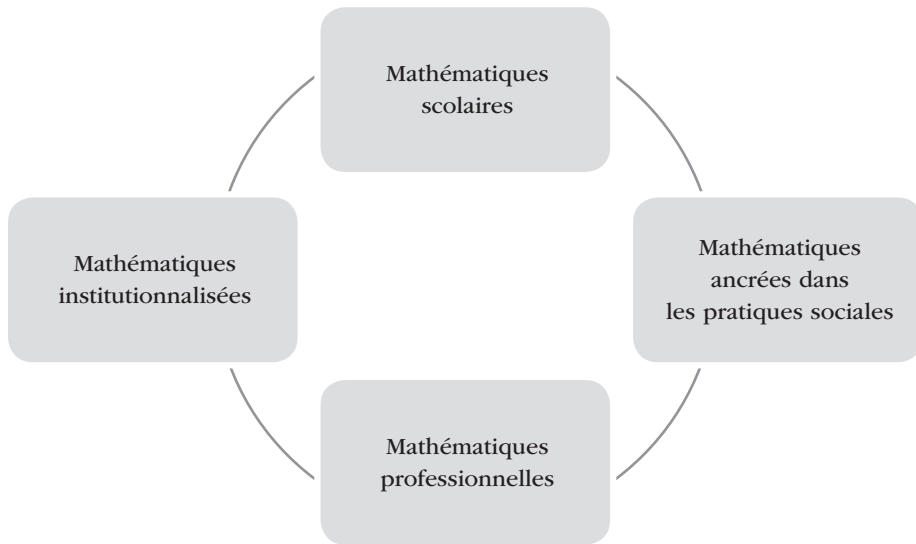 Mathématiques
scolaires
Mathématiques
institutionnalisées
Mathématiques
ancrées dans
les pratiques sociales
Mathématiques
professionnelles